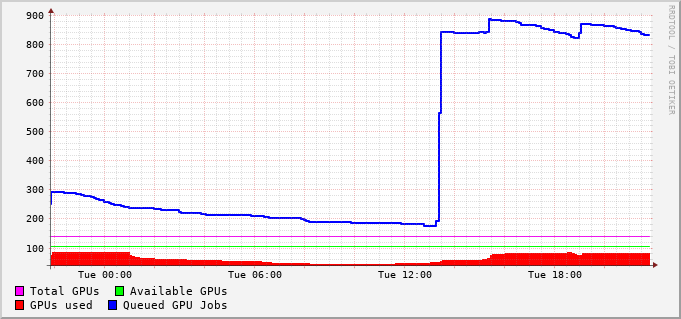 900
800
700
600
500
400
300
200
100
Tue 00:00 Tue 06:00 Tue 12:00 Tue 18:00
Total GPUs Available GPUs
GPUs used Queued GPU Jobs
RRDTOOL / TOBI OETIKER